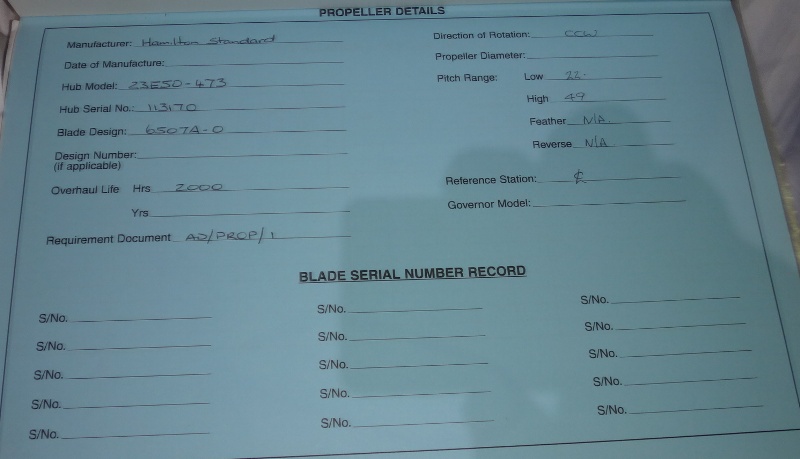 PROPELLER DETAILS
Manufacturer: Hamilton Standard
Date of Manufacture:
Hub Model: 23E50-473
Hub Serial No.: 113170
Blade Design: 6507A-0
Design Number:
(if applicable)
Overhaul Life Hrs 2000
Yrs
Requirement Document AD/PROP/1
Direction of Rotation: CCW
Propeller Diameter:
Pitch Range: Low 22.
High 49
Feather N/A.
Reverse N/A
Reference Station: ₵
Governor Model:
BLADE SERIAL NUMBER RECORD
S/No. S/No. S/No.
S/No. S/No. S/No.
S/No. S/No. S/No.
S/No. S/No. S/No.
S/No. S/No. S/No.